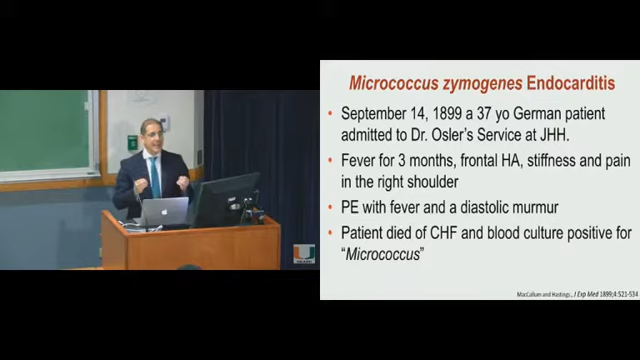 Micrococcus zymogenes Endocarditis
• September 14, 1899 a 37 yo German patient
admitted to Dr. Osler's Service at JHH.
• Fever for 3 months, frontal HA, stiffness and pain
in the right shoulder
• PE with fever and a diastolic murmur
• Patient died of CHF and blood culture positive for
"Micrococcus"
MacCallum and Hastings, J Exp Med 1899;4:521-534